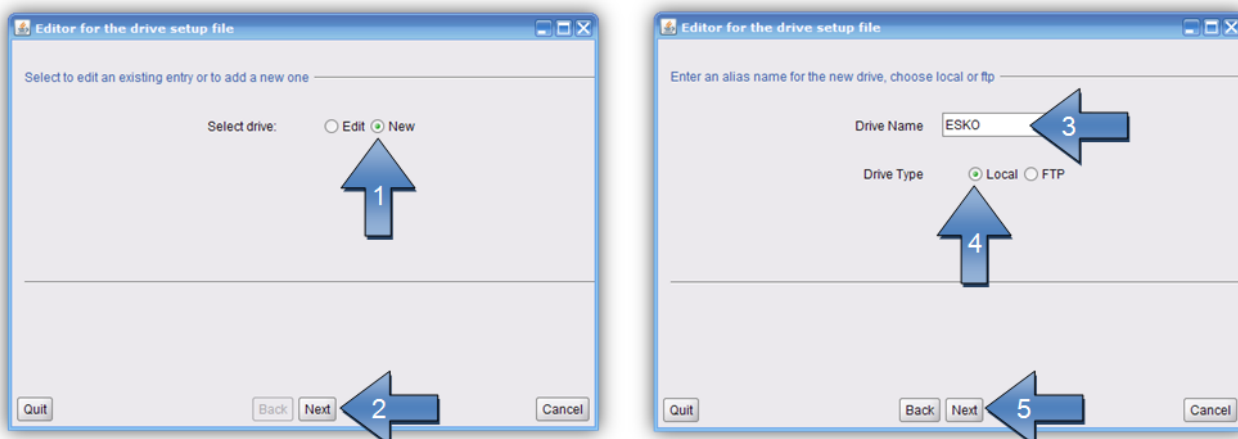 Editor for the drive setup file
Select to edit an existing entry or to add a new one
Select drive: Edit New
1
Quit Back Next 2 Cancel
Editor for the drive setup file
Enter an alias name for the new drive, choose local or ftp
Drive Name ESKO 3
Drive Type Local FTP
4
Quit Back Next 5 Cancel